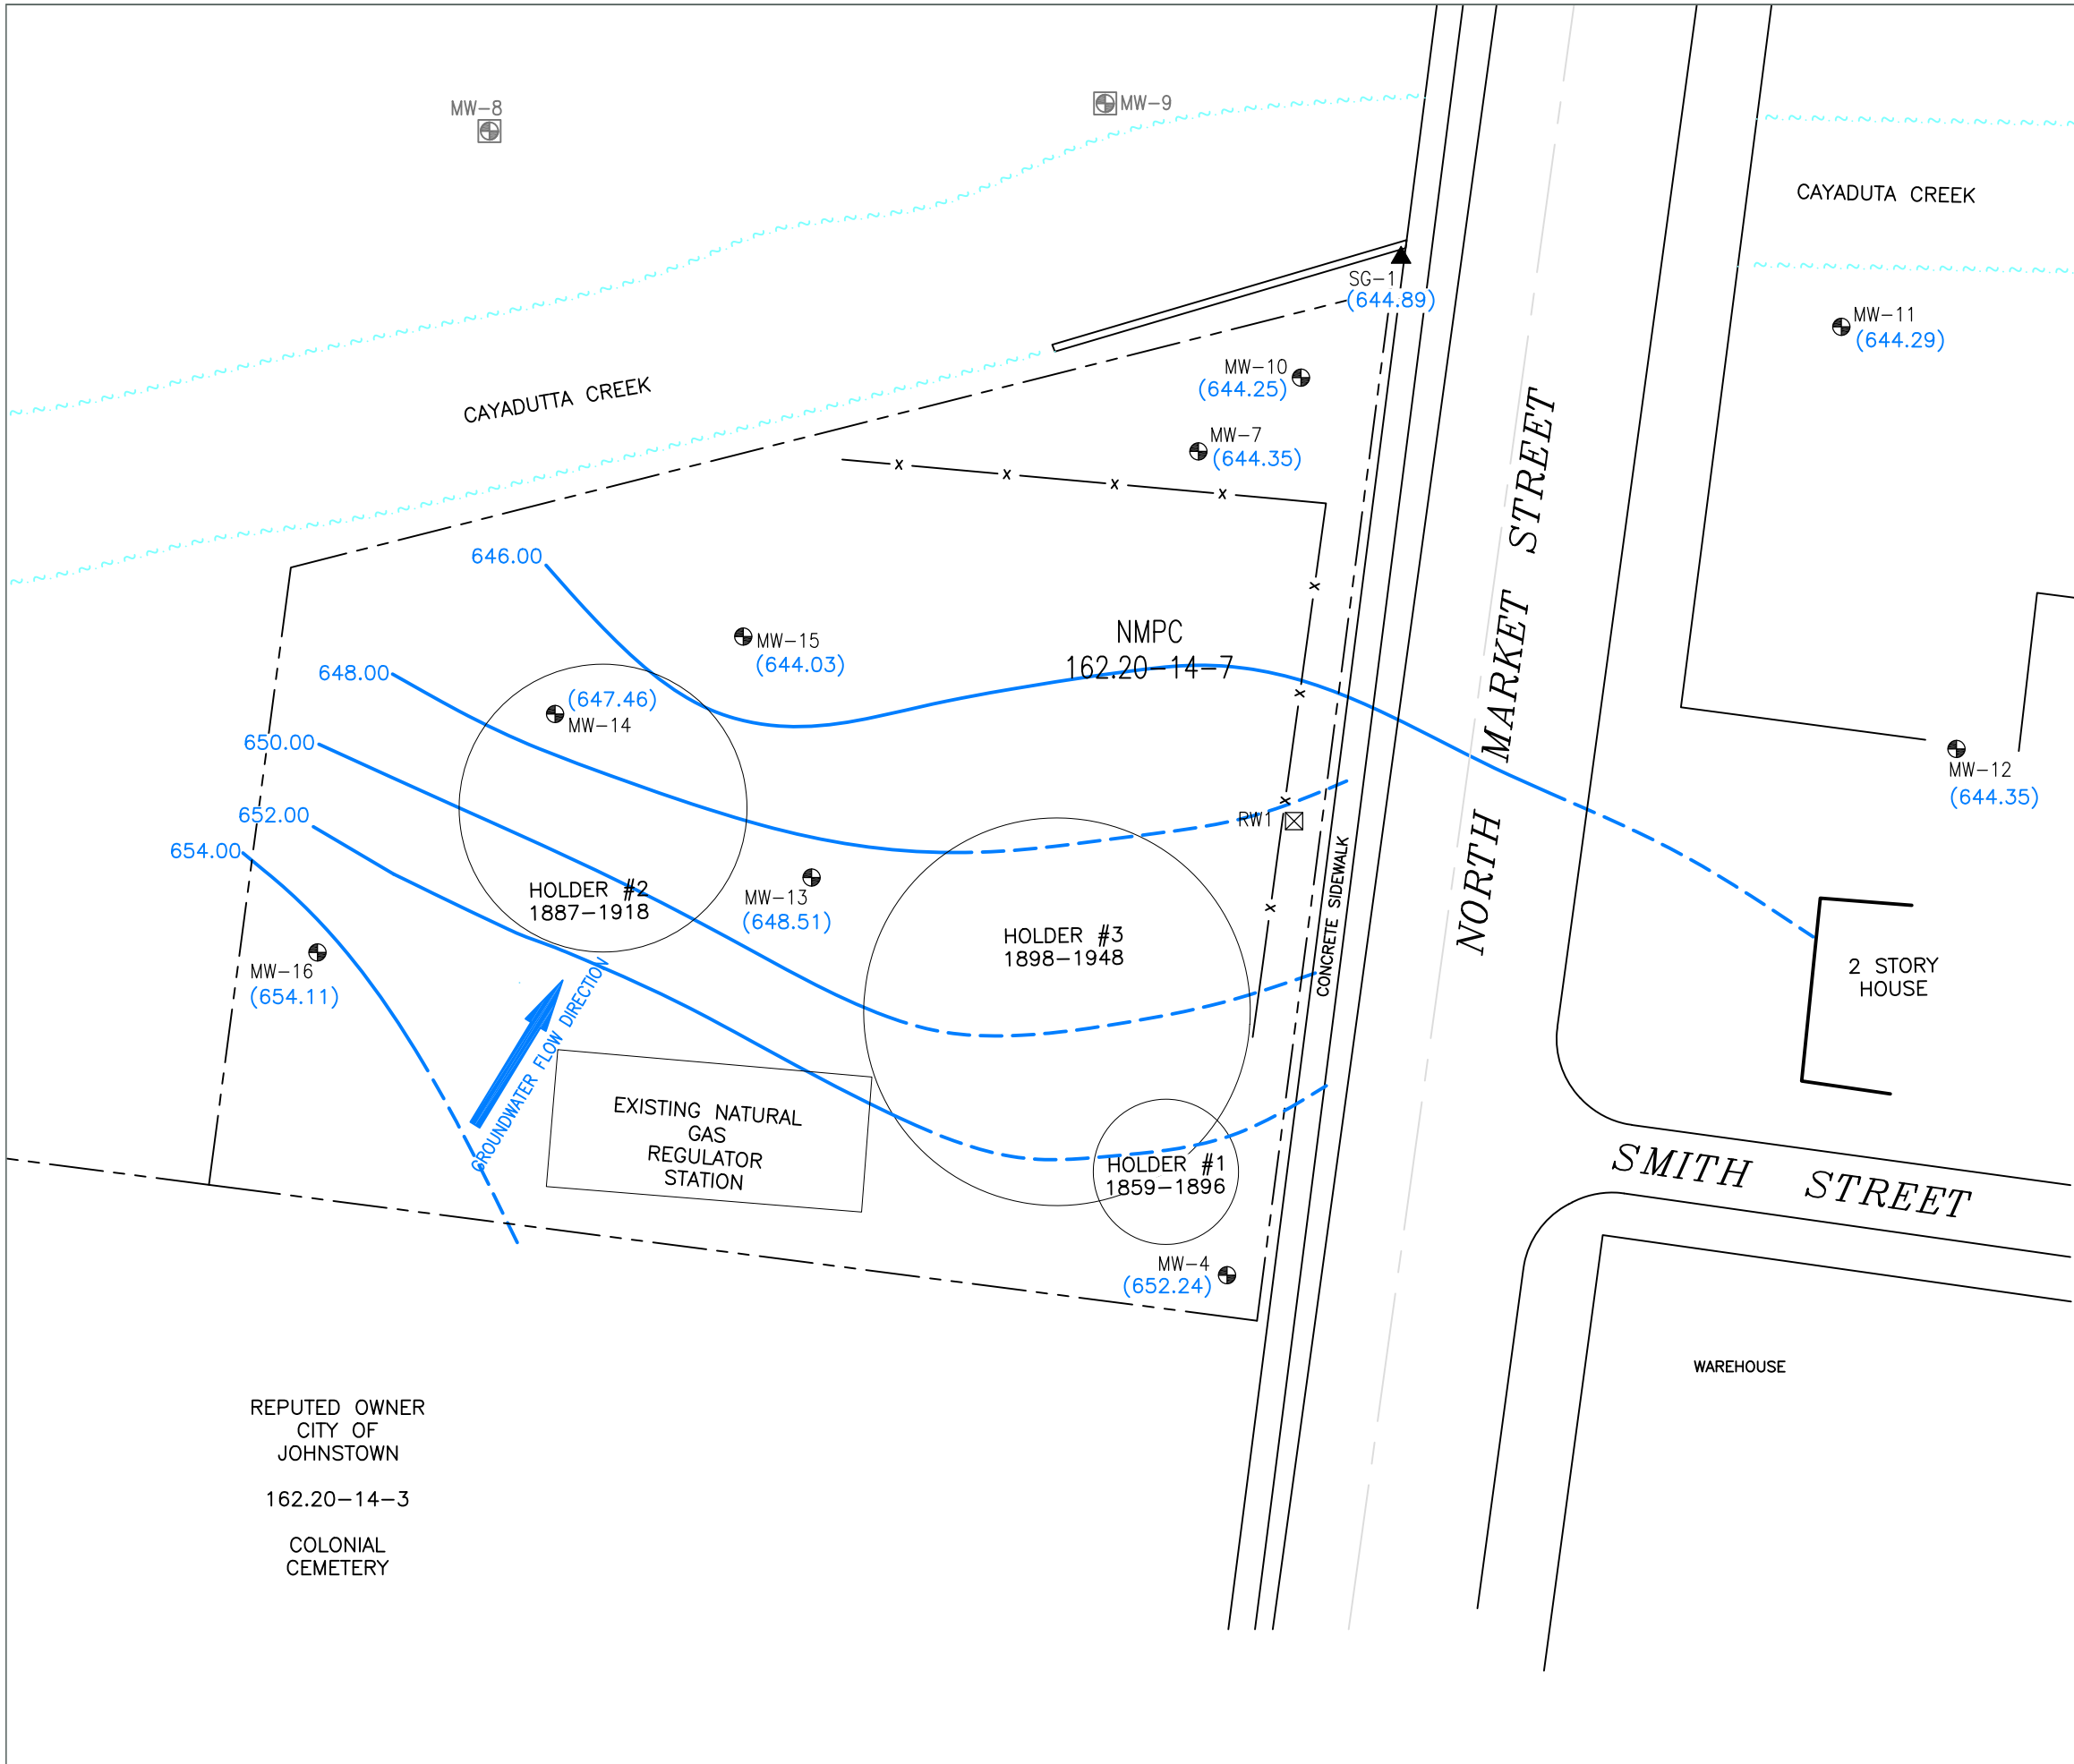 MW-8
MW-9
CAYADUTA CREEK
SG-1
(644.89)
MW-11
(644.29)
MW-10
(644.25)
CAYADUTTA CREEK
MW-7
(644.35)
646.00
NORTH MARKET STREET
MW-15
(644.03)
NMPC
162.20-14-7
648.00
(647.46)
MW-14
650.00
MW-12
(644.35)
652.00
RW1
654.00
HOLDER #2
1887-1918
MW-13
(648.51)
CONCRETE SIDEWALK
HOLDER #3
1898-1948
2 STORY
HOUSE
MW-16
(654.11)
GROUNDWATER FLOW DIRECTION
EXISTING NATURAL
GAS
REGULATOR
STATION
HOLDER #1
1859-1896
SMITH STREET
MW-4
(652.24)
WAREHOUSE
REPUTED OWNER
CITY OF
JOHNSTOWN
162.20-14-3
COLONIAL
CEMETERY